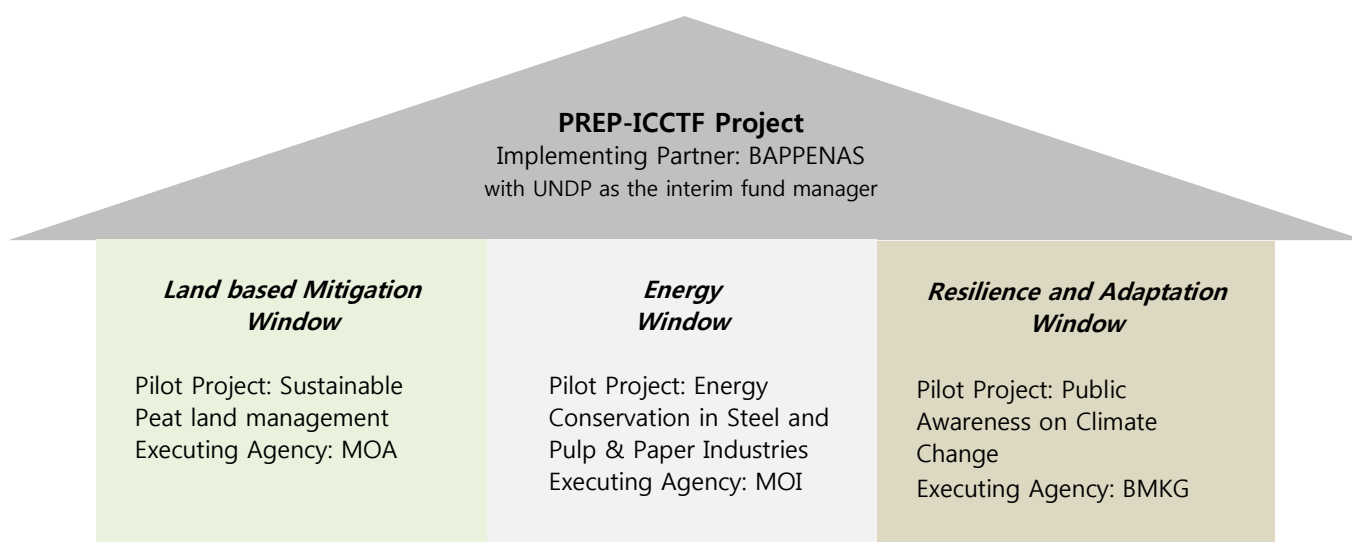 PREP-ICCTF Project
Implementing Partner: BAPPENAS
with UNDP as the interim fund manager
Land based Mitigation
Window
Pilot Project: Sustainable
Peat land management
Executing Agency: MOA
Energy
Window
Pilot Project: Energy
Conservation in Steel and
Pulp & Paper Industries
Executing Agency: MOI
Resilience and Adaptation
Window
Pilot Project: Public
Awareness on Climate
Change
Executing Agency: BMKG